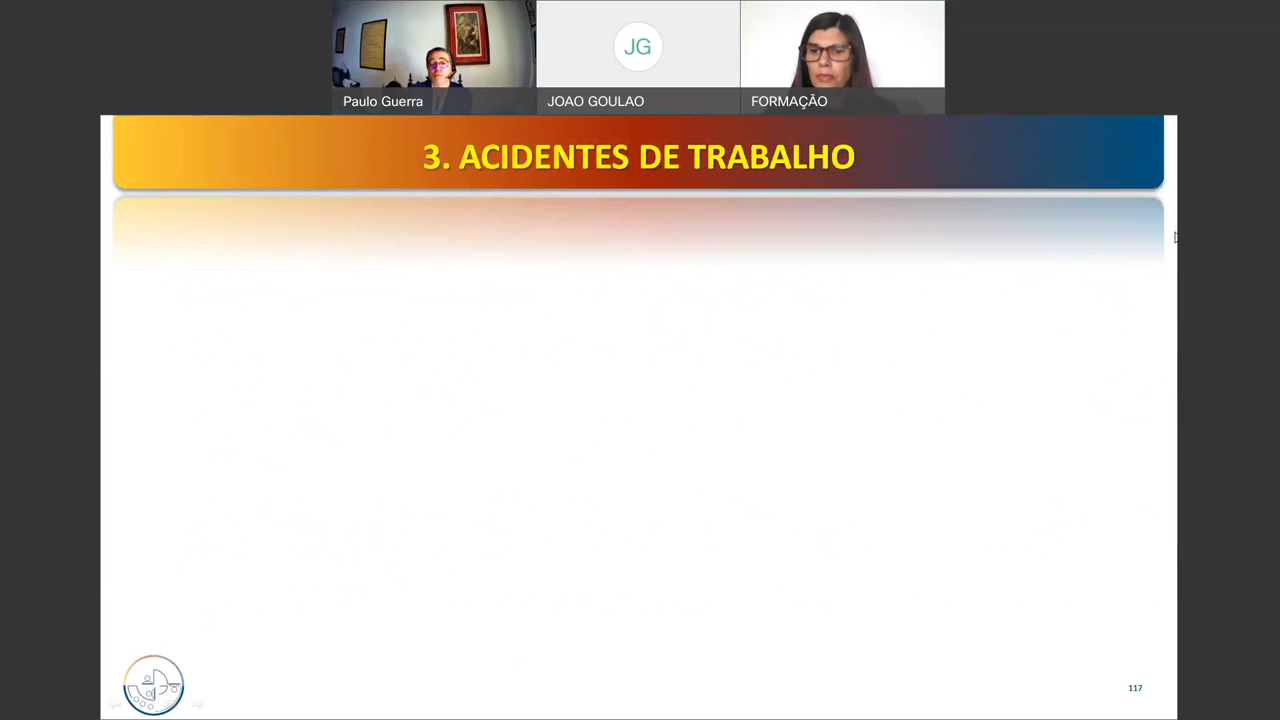 JG
Paulo Guerra
JOAO GOULAO
FORMAÇÃO
3. ACIDENTES DE TRABALHO
117